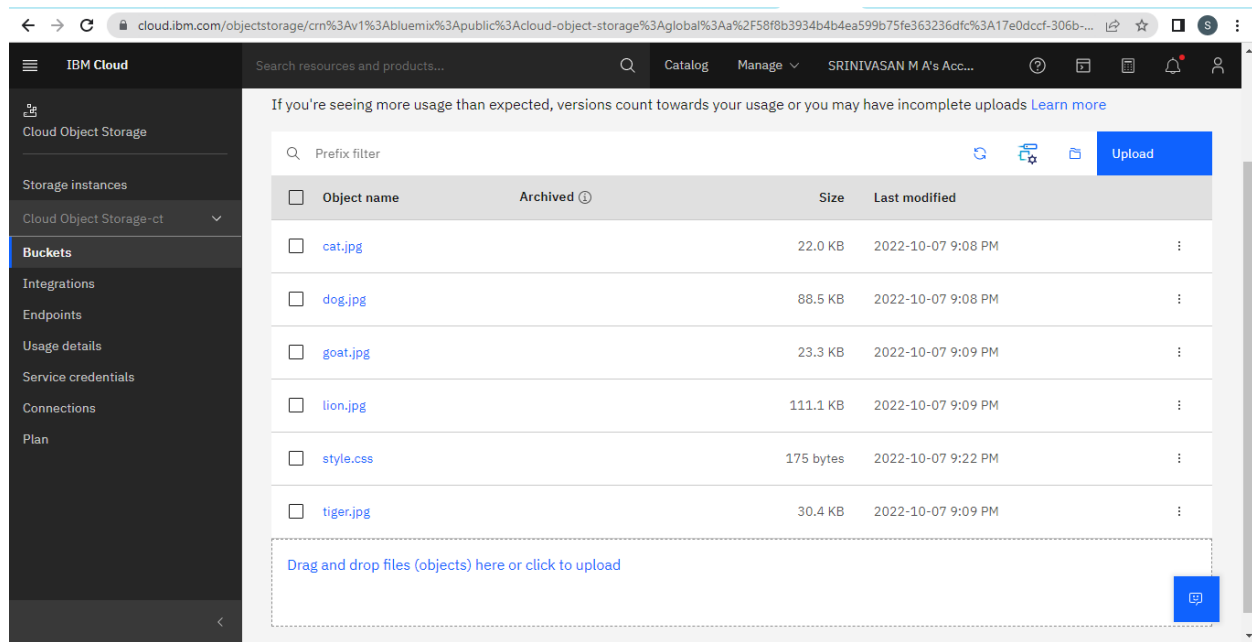 cloud.ibm.com/objectstorage/crn%3Av1%3Abluemix%3Apublic%3Acloud-object-storage%3Aglobal%3Aa%2F58f8b3934b4b4ea599b75fe363236dfc%3A17e0dccf-306b-...
S
IBM Cloud
Search resources and products...
Catalog
Manage
SRINIVASAN M A's Acc...
Cloud Object Storage
Storage instances
Cloud Object Storage-ct
Buckets
Integrations
Endpoints
Usage details
Service credentials
Connections
Plan
If you're seeing more usage than expected, versions count towards your usage or you may have incomplete uploads Learn more
Prefix filter
Upload
Object name Archived Size Last modified
cat.jpg 22.0 KB 2022-10-07 9:08 PM
dog.jpg 88.5 KB 2022-10-07 9:08 PM
goat.jpg 23.3 KB 2022-10-07 9:09 PM
lion.jpg 111.1 KB 2022-10-07 9:09 PM
style.css 175 bytes 2022-10-07 9:22 PM
tiger.jpg 30.4 KB 2022-10-07 9:09 PM
Drag and drop files (objects) here or click to upload